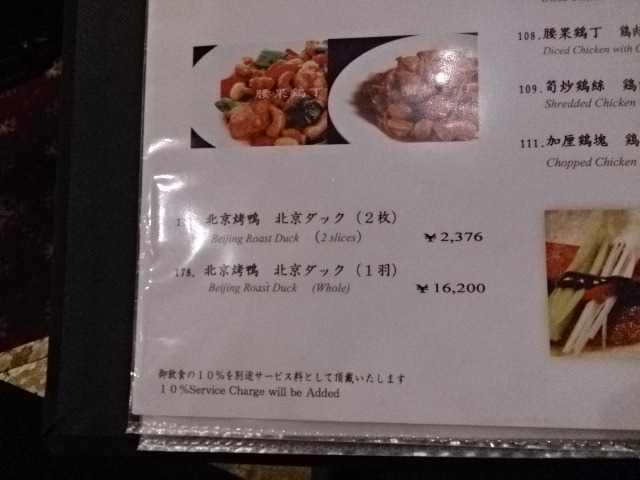 腰果鶏丁
108.腰果鶏丁 鶏肉
Diced Chicken with C
109.筍炒鶏絲 鶏
Shredded Chicken
111.加厘鶏塊 鶏
Chopped Chicken
北京烤鴨 北京ダック（２枚）
Beijing Roast Duck （2 slices） ￥2,376
178. 北京烤鴨 北京ダック（１羽）
Beijing Roast Duck (Whole) ￥16,200
御飲食の１０％を別途サービス料として頂戴いたします
１０％Service Charge will be Added